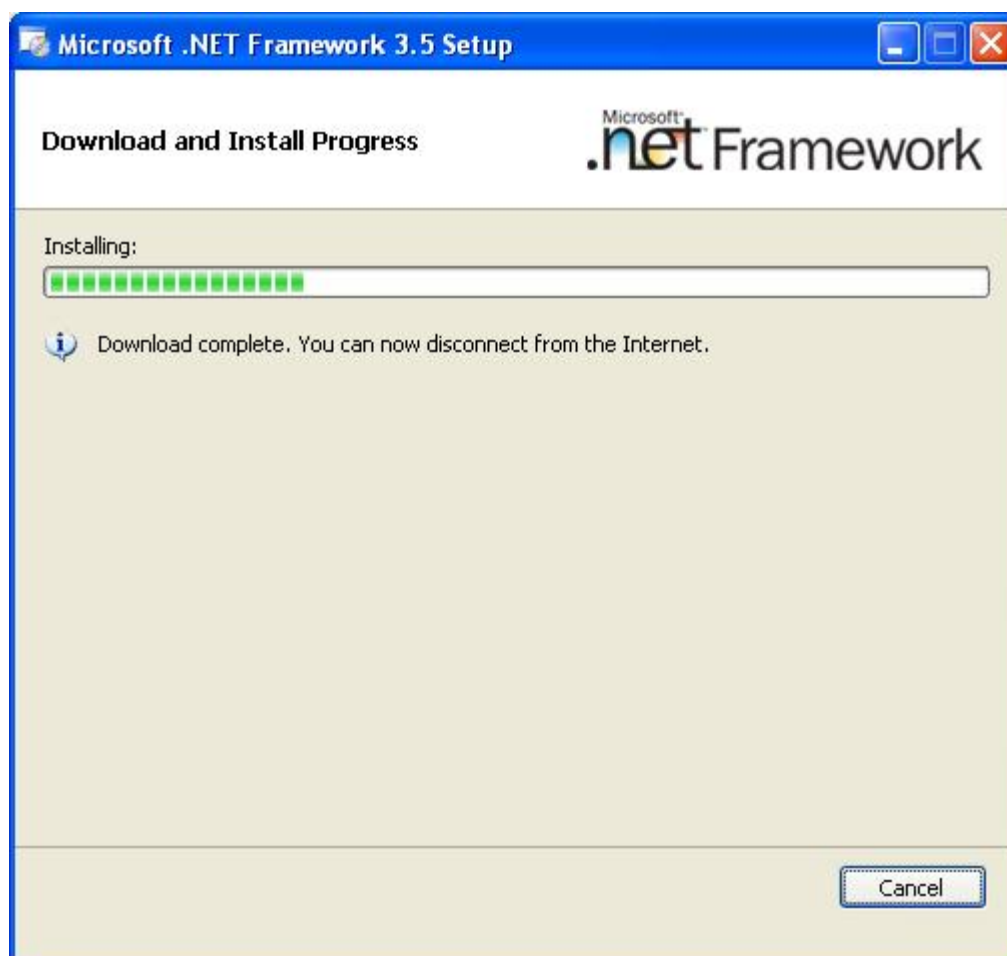 Microsoft .NET Framework 3.5 Setup
Download and Install Progress
Microsoft
.net Framework
Installing:
Download complete. You can now disconnect from the Internet.
Cancel